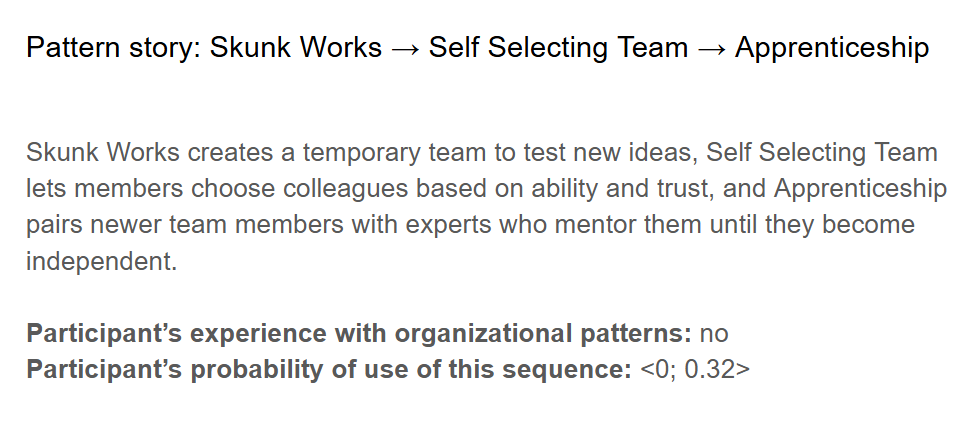 Pattern story: Skunk Works → Self Selecting Team → Apprenticeship
Skunk Works creates a temporary team to test new ideas, Self Selecting Team
lets members choose colleagues based on ability and trust, and Apprenticeship
pairs newer team members with experts who mentor them until they become
independent.
Participant’s experience with organizational patterns: no
Participant’s probability of use of this sequence: <0; 0.32>